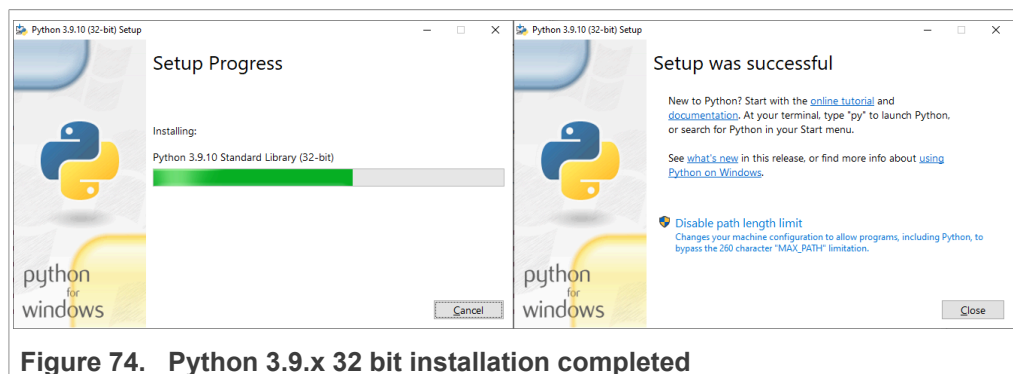 Python 3.9.10 (32-bit) Setup
Setup Progress
Installing:
Python 3.9.10 Standard Library (32-bit)
python
for
windows
Cancel
Python 3.9.10 (32-bit) Setup
Setup was successful
New to Python? Start with the online tutorial and
documentation. At your terminal, type "py" to launch Python,
or search for Python in your Start menu.
See what's new in this release, or find more info about using
Python on Windows.
Disable path length limit
Changes your machine configuration to allow programs, including Python, to
bypass the 260 character "MAX_PATH" limitation.
python
for
windows
Close
Figure 74. Python 3.9.x 32 bit installation completed